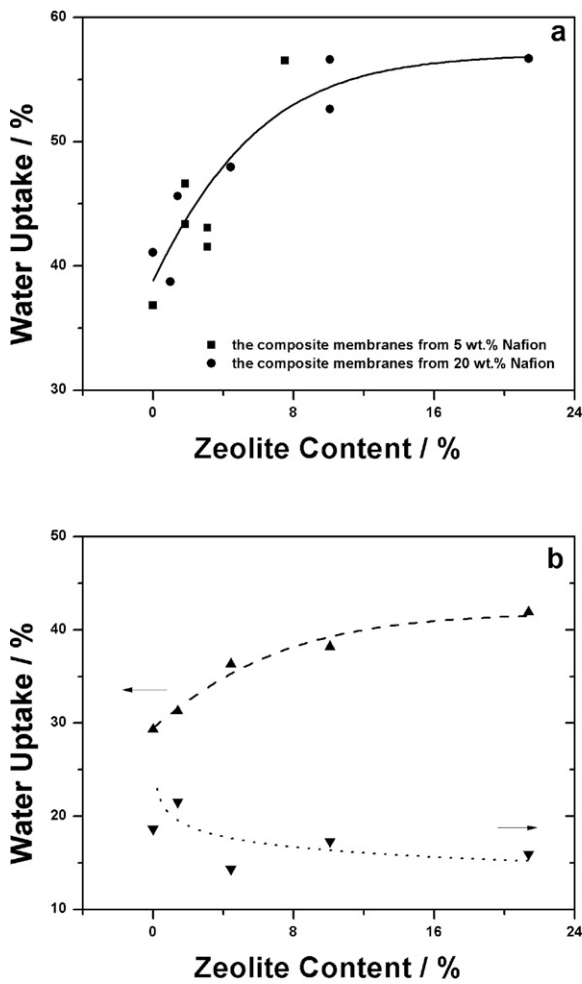 60
a
50
Water Uptake / %
40
the composite membranes from 5 wt.% Nafion
the composite membranes from 20 wt.% Nafion
30
0 8 16 24
Zeolite Content / %
50
b
40
Water Uptake / %
30
20
10
0 8 16 24
Zeolite Content / %